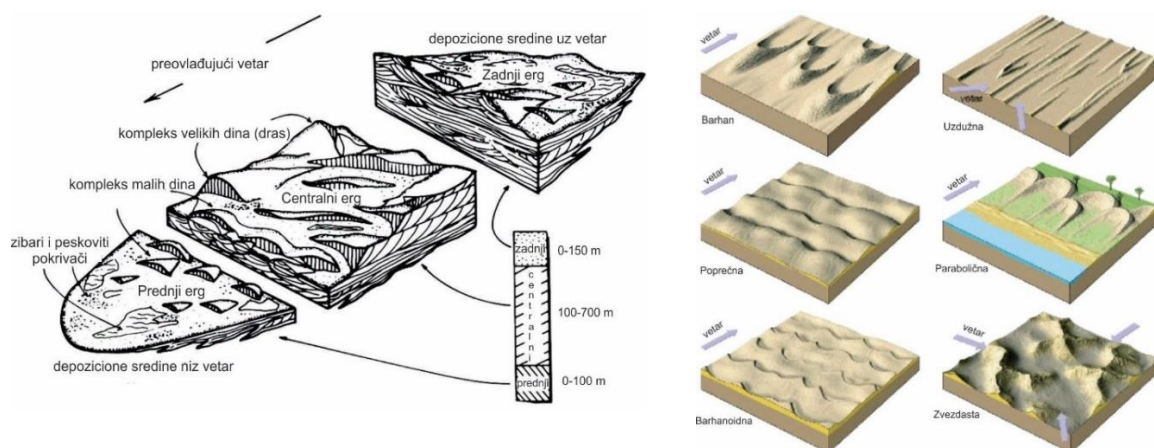 depozicione sredine uz vetar
Zadnji erg
preovlađujući vetar
kompleks velikih dina (dras)
kompleks malih dina
Centralni erg
zibari i peskoviti
pokrivači
Prednji erg
depozicione sredine niz vetar
zadnji
0-150 m
centralni
100-700 m
prednji
0-100 m
vetar
Barhan
vetar
Uzdužna
vetar
Poprečna
vetar
Parabolična
vetar
Barhanoidna
vetar
Zvezdasta